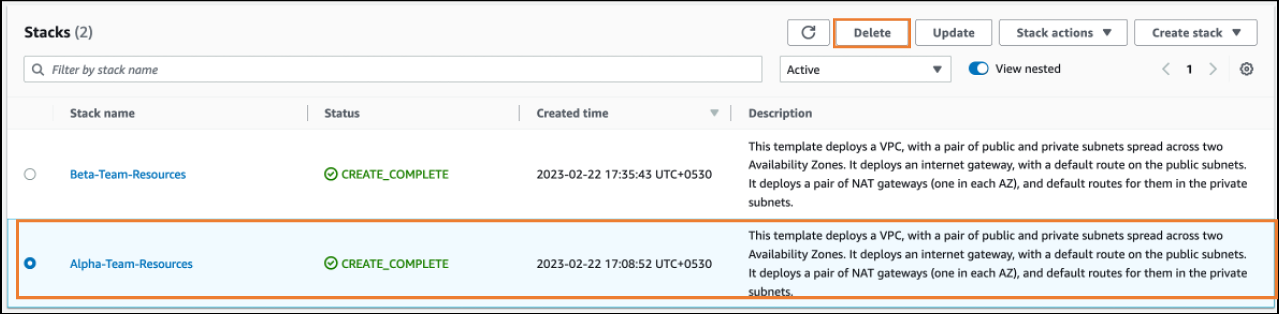 Stacks (2)
Delete
Update
Stack actions
Create stack
Filter by stack name
Active
View nested
1
Stack name
Status
Created time
Description
Beta-Team-Resources
CREATE_COMPLETE
2023-02-22 17:35:43 UTC+0530
This template deploys a VPC, with a pair of public and private subnets spread across two
Availability Zones. It deploys an internet gateway, with a default route on the public subnets.
It deploys a pair of NAT gateways (one in each AZ), and default routes for them in the private
subnets.
Alpha-Team-Resources
CREATE_COMPLETE
2023-02-22 17:08:52 UTC+0530
This template deploys a VPC, with a pair of public and private subnets spread across two
Availability Zones. It deploys an internet gateway, with a default route on the public subnets.
It deploys a pair of NAT gateways (one in each AZ), and default routes for them in the private
subnets.